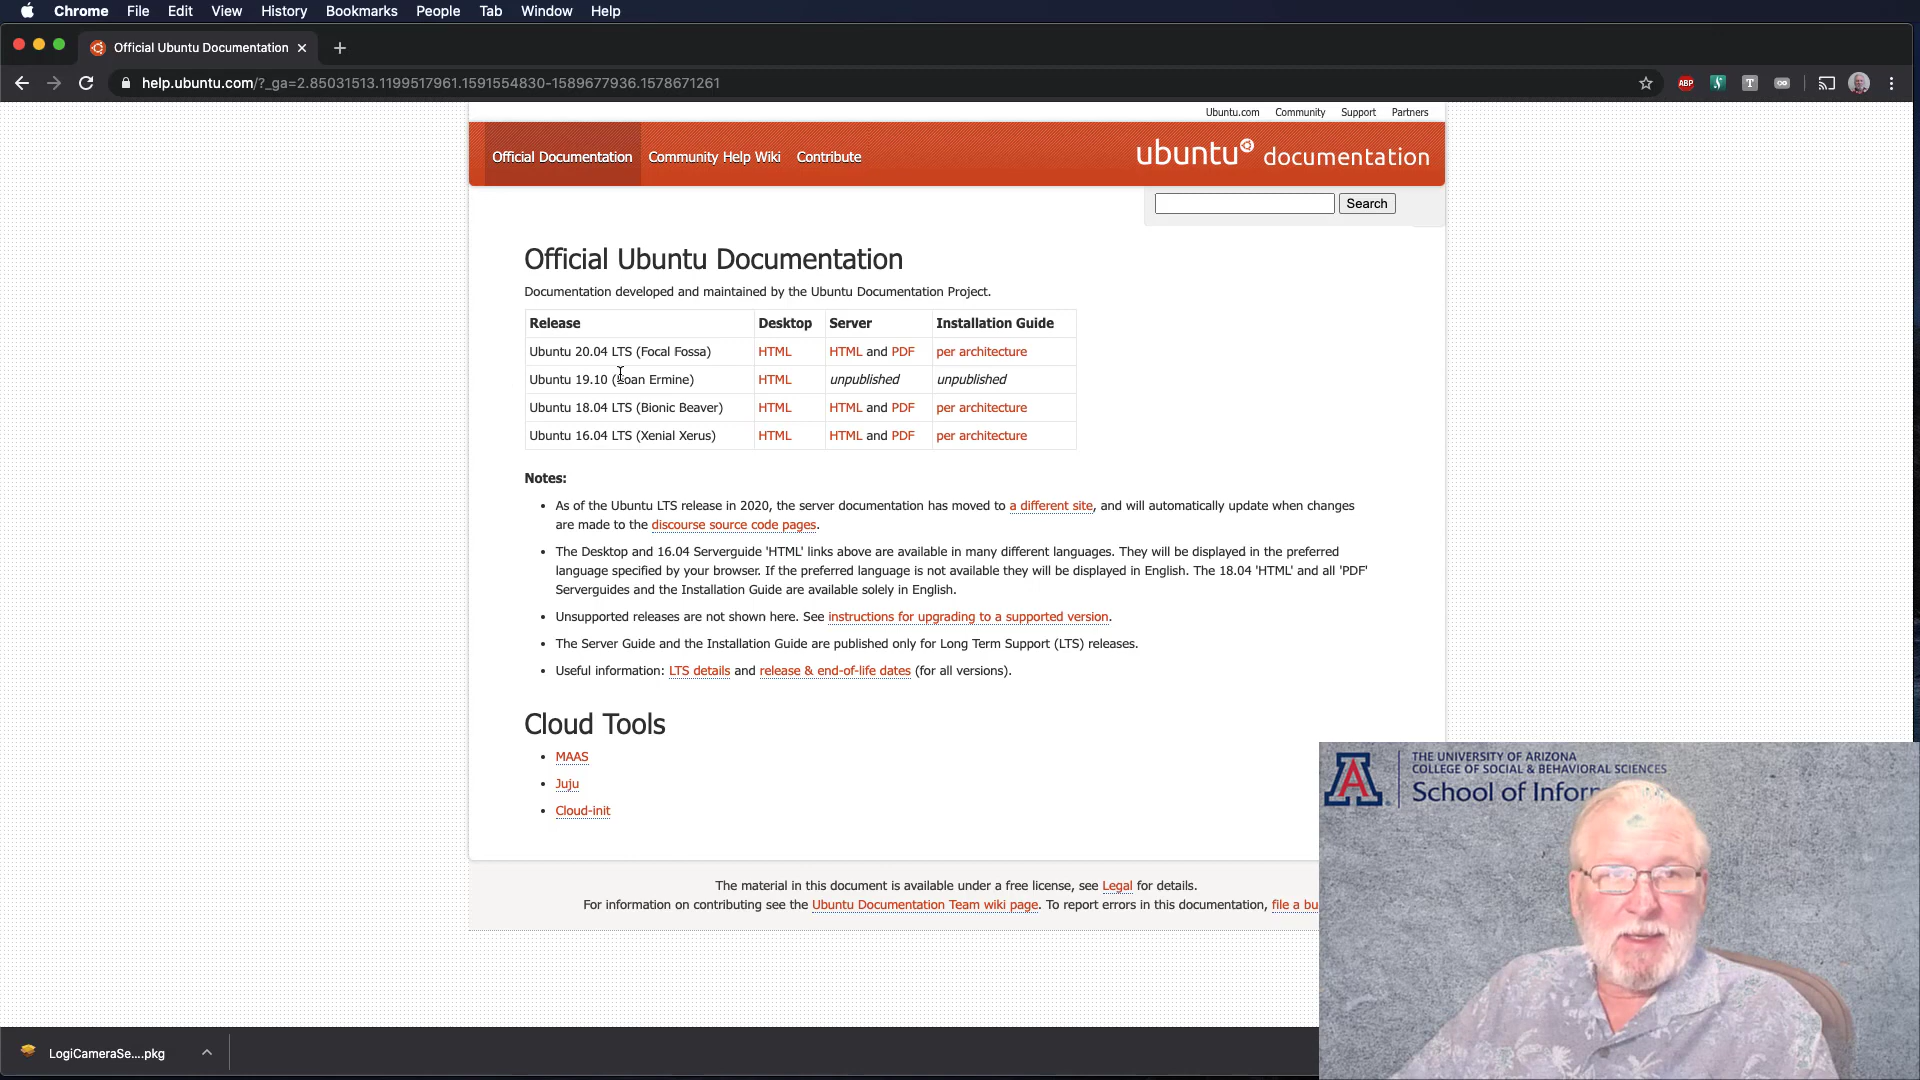 Chrome File Edit View History Bookmarks People Tab Window Help
Official Ubuntu Documentation
help.ubuntu.com/?_ga=2.85031513.1199517961.1591554830-1589677936.1578671261
ABP
Ubuntu.com Community Support Partners
Official Documentation Community Help Wiki Contribute
ubuntu documentation
Search
Official Ubuntu Documentation
Documentation developed and maintained by the Ubuntu Documentation Project.
Release Desktop Server Installation Guide
Ubuntu 20.04 LTS (Focal Fossa) HTML HTML and PDF per architecture
Ubuntu 19.10 (Eoan Ermine) HTML unpublished unpublished
Ubuntu 18.04 LTS (Bionic Beaver) HTML HTML and PDF per architecture
Ubuntu 16.04 LTS (Xenial Xerus) HTML HTML and PDF per architecture
Notes:
• As of the Ubuntu LTS release in 2020, the server documentation has moved to a different site, and will automatically update when changes
are made to the discourse source code pages.
• The Desktop and 16.04 Serverguide 'HTML' links above are available in many different languages. They will be displayed in the preferred
language specified by your browser. If the preferred language is not available they will be displayed in English. The 18.04 'HTML' and all 'PDF'
Serverguides and the Installation Guide are available solely in English.
• Unsupported releases are not shown here. See instructions for upgrading to a supported version.
• The Server Guide and the Installation Guide are published only for Long Term Support (LTS) releases.
• Useful information: LTS details and release & end-of-life dates (for all versions).
Cloud Tools
• MAAS
• Juju
• Cloud-init
The material in this document is available under a free license, see Legal for details.
For information on contributing see the Ubuntu Documentation Team wiki page. To report errors in this documentation, file a bu
THE UNIVERSITY OF ARIZONA
COLLEGE OF SOCIAL & BEHAVIORAL SCIENCES
A School of Infor
LogiCameraSe....pkg